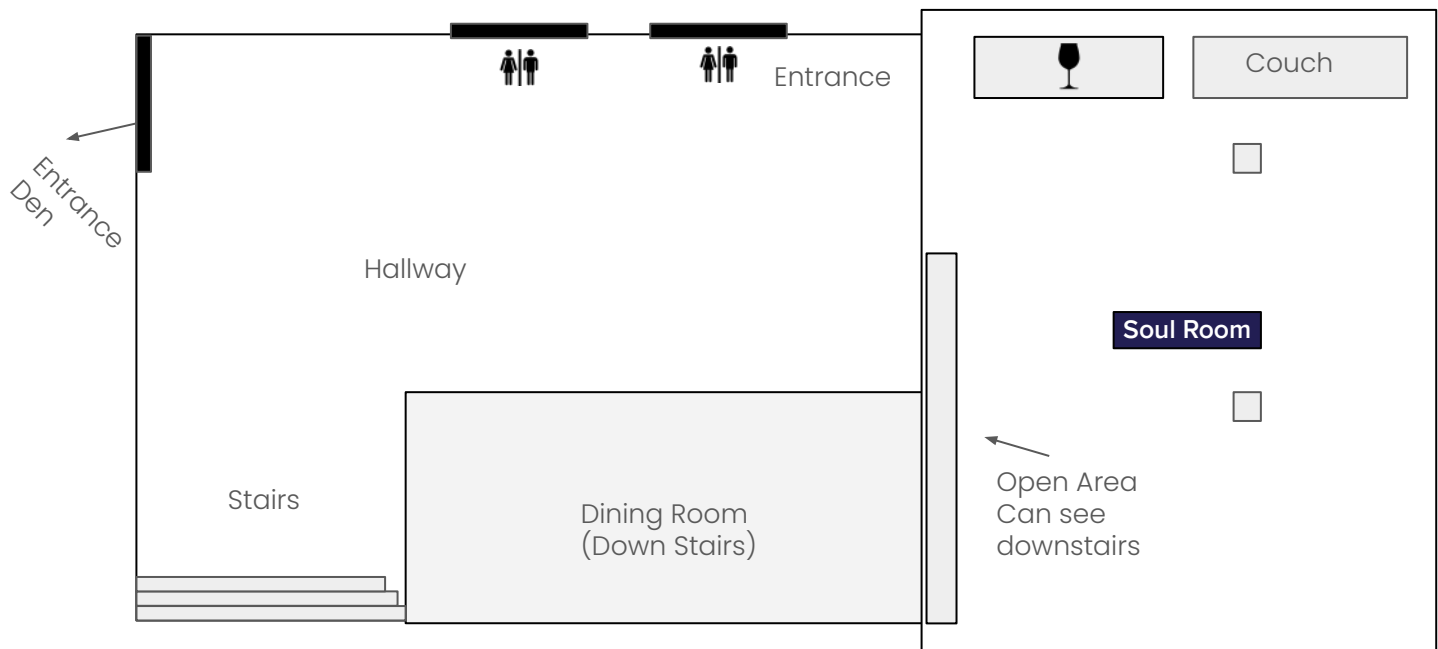 Entrance
Couch
Entrance
Den
Hallway
Soul Room
Stairs
Dining Room
(Down Stairs)
Open Area
Can see
downstairs